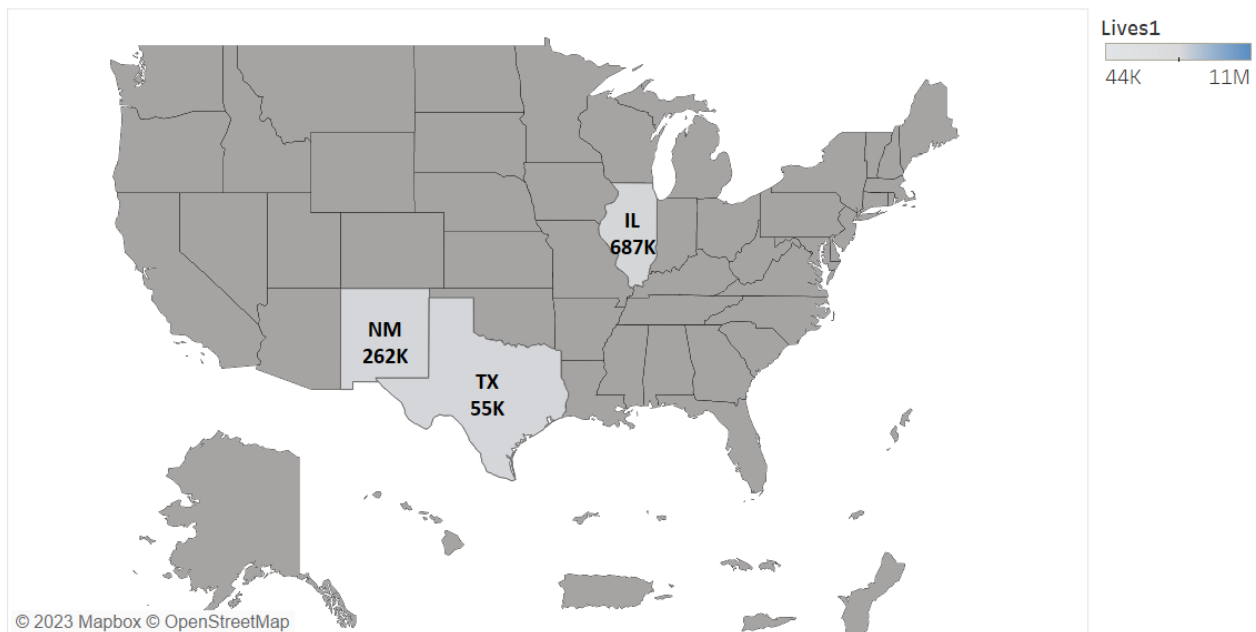 Lives1
44K 11M
IL
687K
NM
262K
TX
55K
© 2023 Mapbox © OpenStreetMap